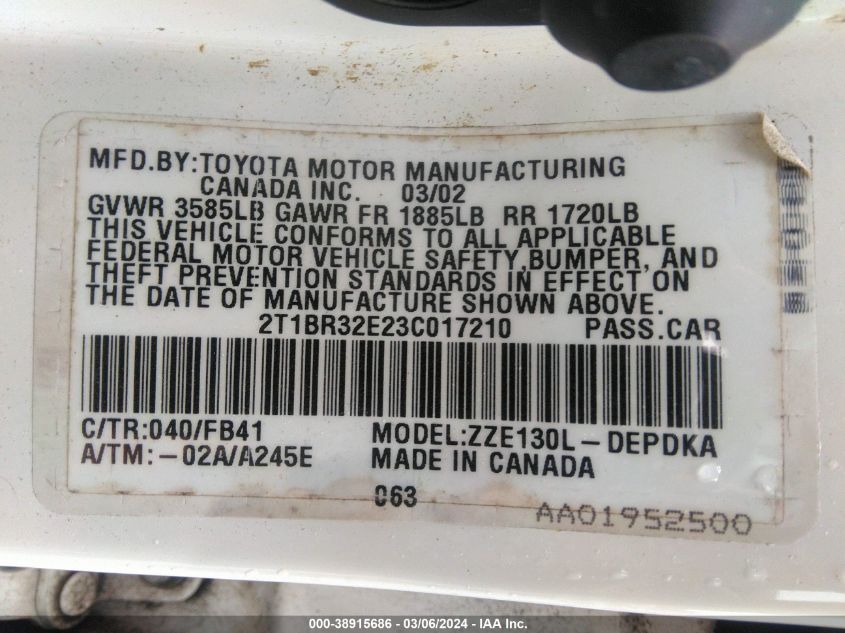 MFD.BY:TOYOTA MOTOR MANUFACTURING
CANADA INC. 03/02
GVWR 3585LB GAWR FR 1885LB RR 1720LB
THIS VEHICLE CONFORMS TO ALL APPLICABLE
FEDERAL MOTOR VEHICLE SAFETY,BUMPER, AND
THEFT PREVENTION STANDARDS IN EFFECT ON
THE DATE OF MANUFACTURE SHOWN ABOVE.
2T1BR32E23C017210 PASS.CAR
C/TR:040/FB41 MODEL:ZZE130L-DEPDKA
A/TM:-02A/A245E MADE IN CANADA
063
AA01952500
000-38915686 - 03/06/2024 - IAA Inc.